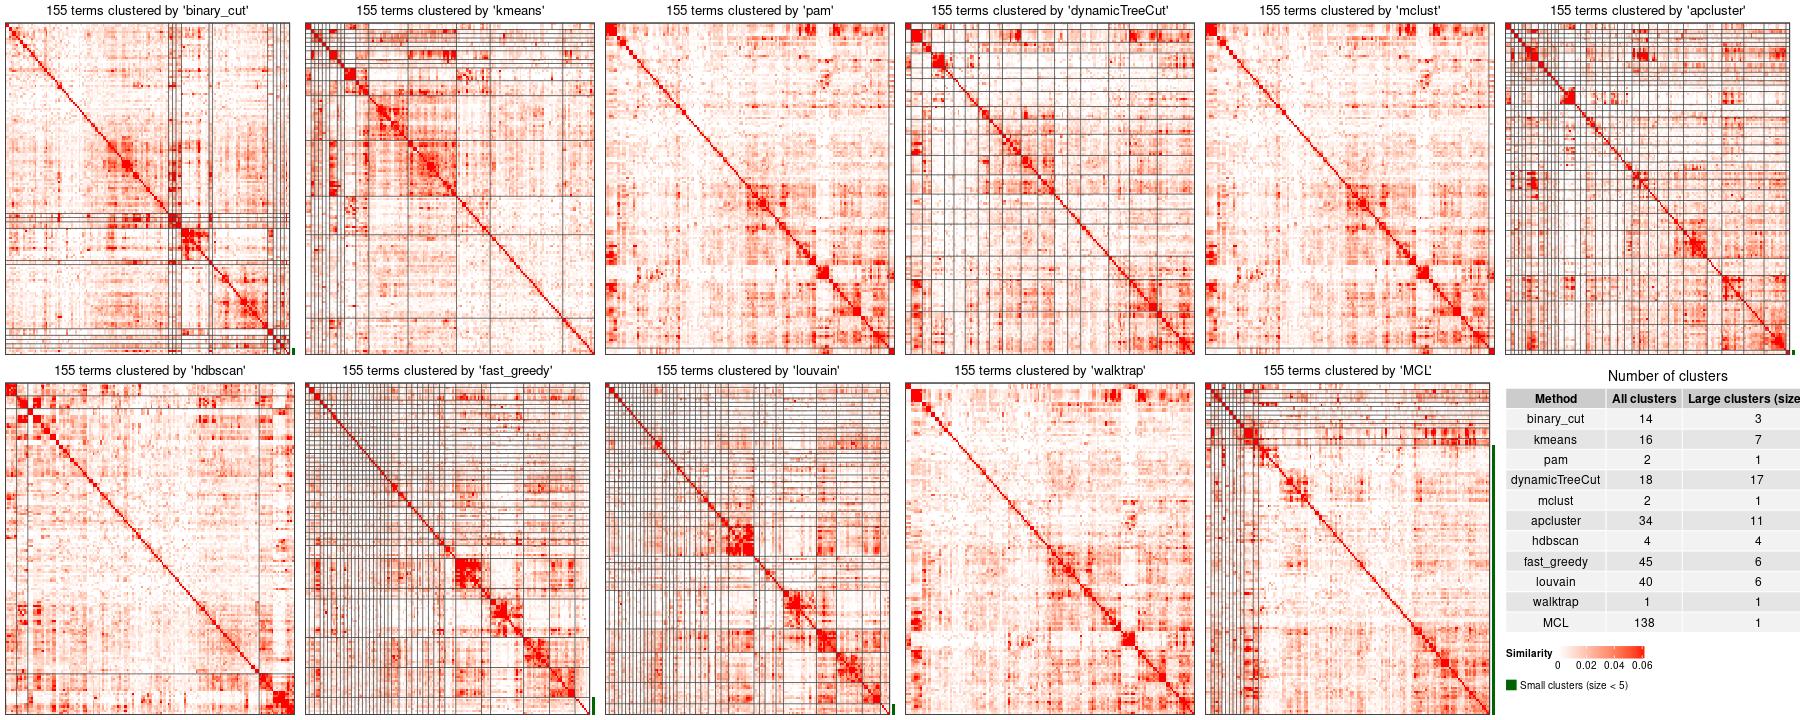 155 terms clustered by 'binary_cut'
155 terms clustered by 'kmeans'
155 terms clustered by 'pam'
155 terms clustered by 'dynamicTreeCut'
155 terms clustered by 'mclust'
155 terms clustered by 'apcluster'
155 terms clustered by 'hdbscan'
155 terms clustered by 'fast_greedy'
155 terms clustered by 'louvain'
155 terms clustered by 'walktrap'
155 terms clustered by 'MCL'
Number of clusters
Method All clusters Large clusters (size
binary_cut 14 3
kmeans 16 7
pam 2 1
dynamicTreeCut 18 17
mclust 2 1
apcluster 34 11
hdbscan 4 4
fast_greedy 45 6
louvain 40 6
walktrap 1 1
MCL 138 1
Similarity
0 0.02 0.04 0.06
Small clusters (size < 5)